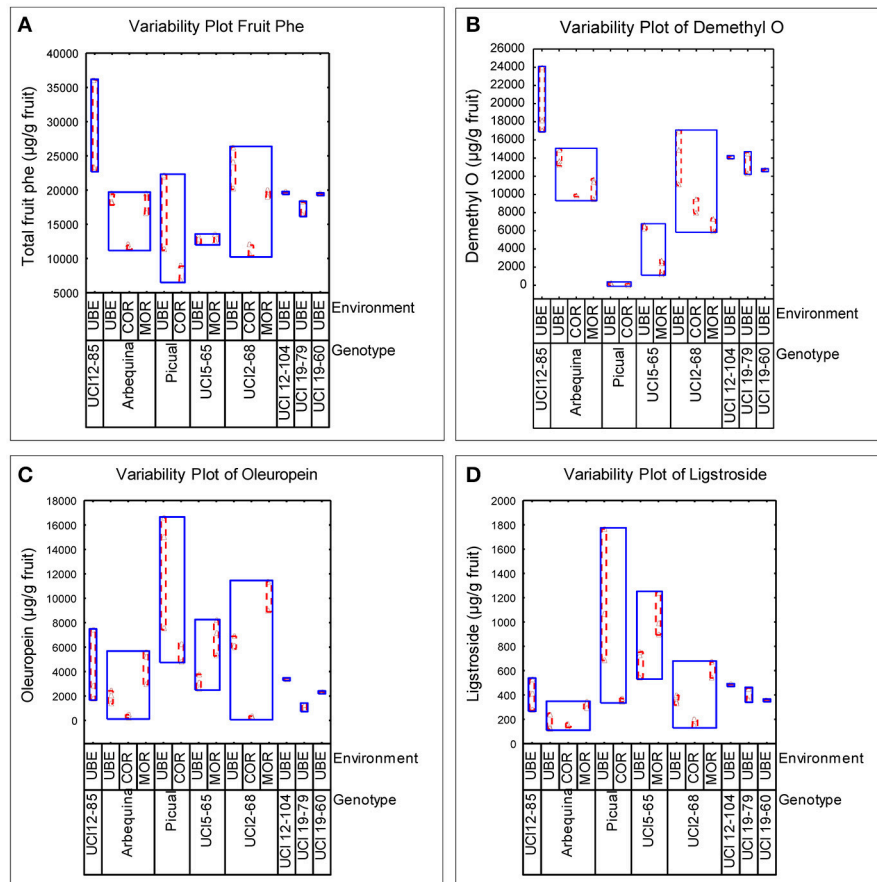 A
Variability Plot Fruit Phe
Total fruit phe (µg/g fruit)
40000
35000
30000
25000
20000
15000
10000
5000
UBE UBE COR MOR UBE COR UBE MOR UBE COR MOR UBE UBE UBE
Environment
UCI12-85 Arbequina Picual UCI5-65 UCI2-68 UCI 12-104 UCI 19-79 UCI 19-60
Genotype
B
Variability Plot of Demethyl O
Demethyl O (µg/g fruit)
26000
24000
22000
20000
18000
16000
14000
12000
10000
8000
6000
4000
2000
0
UBE UBE COR MOR UBE COR UBE MOR UBE COR MOR UBE UBE UBE
Environment
UCI12-85 Arbequina Picual UCI5-65 UCI2-68 UCI 12-104 UCI 19-79 UCI 19-60
Genotype
C
Variability Plot of Oleuropein
Oleuropein (µg/g fruit)
18000
16000
14000
12000
10000
8000
6000
4000
2000
0
UBE UBE COR MOR UBE COR UBE MOR UBE COR MOR UBE UBE UBE
Environment
UCI12-85 Arbequina Picual UCI5-65 UCI2-68 UCI 12-104 UCI 19-79 UCI 19-60
Genotype
D
Variability Plot of Ligstroside
Ligstroside (µg/g fruit)
2000
1800
1600
1400
1200
1000
800
600
400
200
0
UBE UBE COR MOR UBE COR UBE MOR UBE COR MOR UBE UBE UBE
Environment
UCI12-85 Arbequina Picual UCI5-65 UCI2-68 UCI 12-104 UCI 19-79 UCI 19-60
Genotype